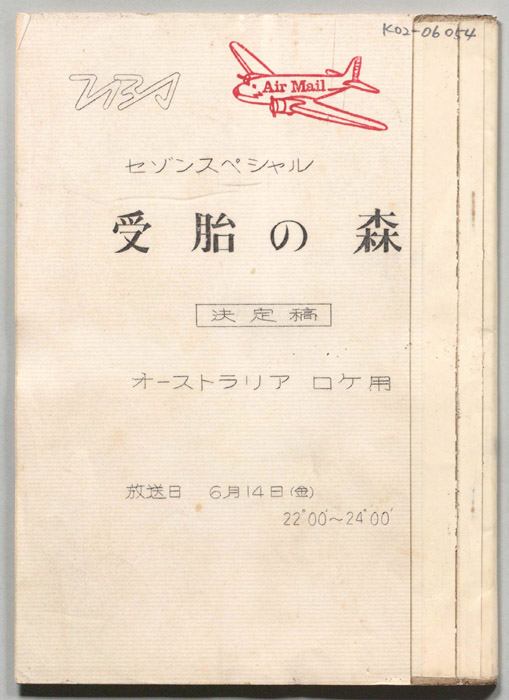 K02-06054
TBS
Air Mail
セゾンスペシャル
受胎の森
決定稿
オーストラリア ロケ用
放送日 6月14日(金)
22°00'～24°00'